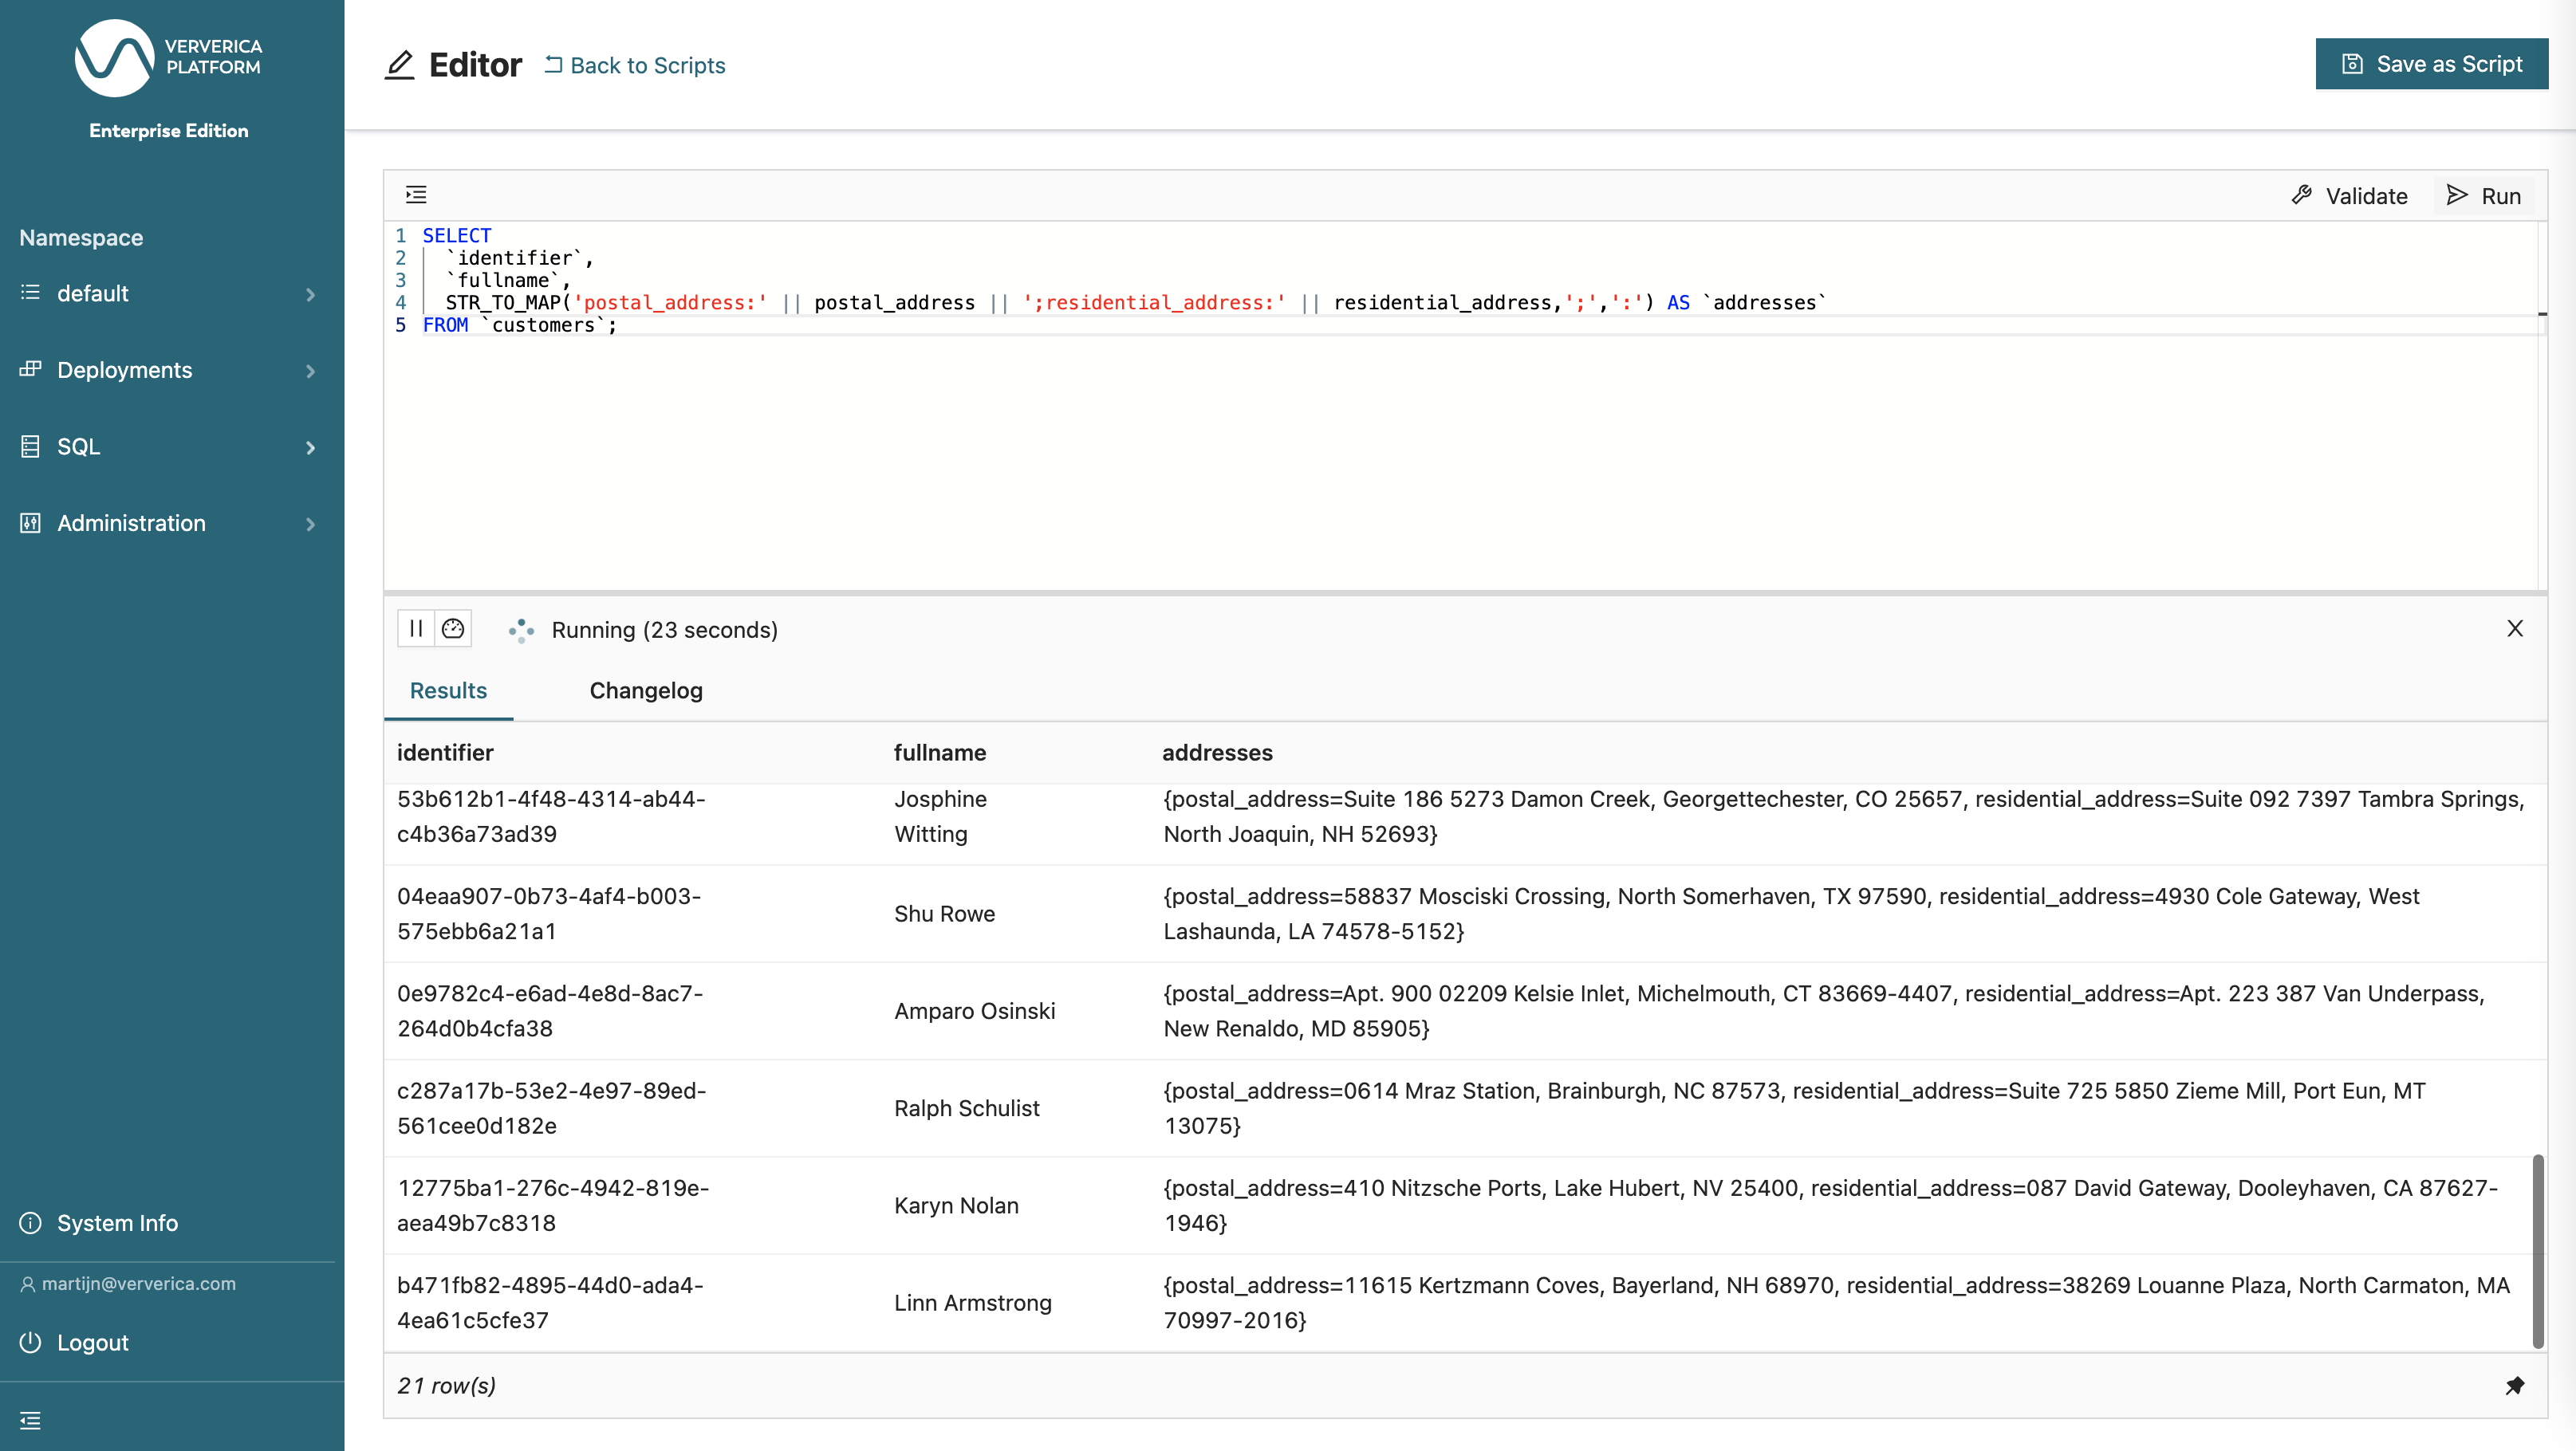 VERVERICA
PLATFORM
Enterprise Edition
Namespace
default
Deployments
SQL
Administration
System Info
martijn@ververica.com
Logout
Editor Back to Scripts
Save as Script
Validate Run
1 SELECT
2 `identifier`,
3 `fullname`,
4 STR_TO_MAP('postal_address:' || postal_address || ';residential_address:' || residential_address,';',':') AS `addresses`
5 FROM `customers`;
Running (23 seconds)
X
Results Changelog
identifier fullname addresses
53b612b1-4f48-4314-ab44-
c4b36a73ad39
Josphine
Witting
{postal_address=Suite 186 5273 Damon Creek, Georgettechester, CO 25657, residential_address=Suite 092 7397 Tambra Springs,
North Joaquin, NH 52693}
04eaa907-0b73-4af4-b003-
575ebb6a21a1
Shu Rowe
{postal_address=58837 Mosciski Crossing, North Somerhaven, TX 97590, residential_address=4930 Cole Gateway, West
Lashaunda, LA 74578-5152}
0e9782c4-e6ad-4e8d-8ac7-
264d0b4cfa38
Amparo Osinski
{postal_address=Apt. 900 02209 Kelsie Inlet, Michelmouth, CT 83669-4407, residential_address=Apt. 223 387 Van Underpass,
New Renaldo, MD 85905}
c287a17b-53e2-4e97-89ed-
561cee0d182e
Ralph Schulist
{postal_address=0614 Mraz Station, Brainburgh, NC 87573, residential_address=Suite 725 5850 Zieme Mill, Port Eun, MT
13075}
12775ba1-276c-4942-819e-
aea49b7c8318
Karyn Nolan
{postal_address=410 Nitzsche Ports, Lake Hubert, NV 25400, residential_address=087 David Gateway, Dooleyhaven, CA 87627-
1946}
b471fb82-4895-44d0-ada4-
4ea61c5cfe37
Linn Armstrong
{postal_address=11615 Kertzmann Coves, Bayerland, NH 68970, residential_address=38269 Louanne Plaza, North Carmaton, MA
70997-2016}
21 row(s)